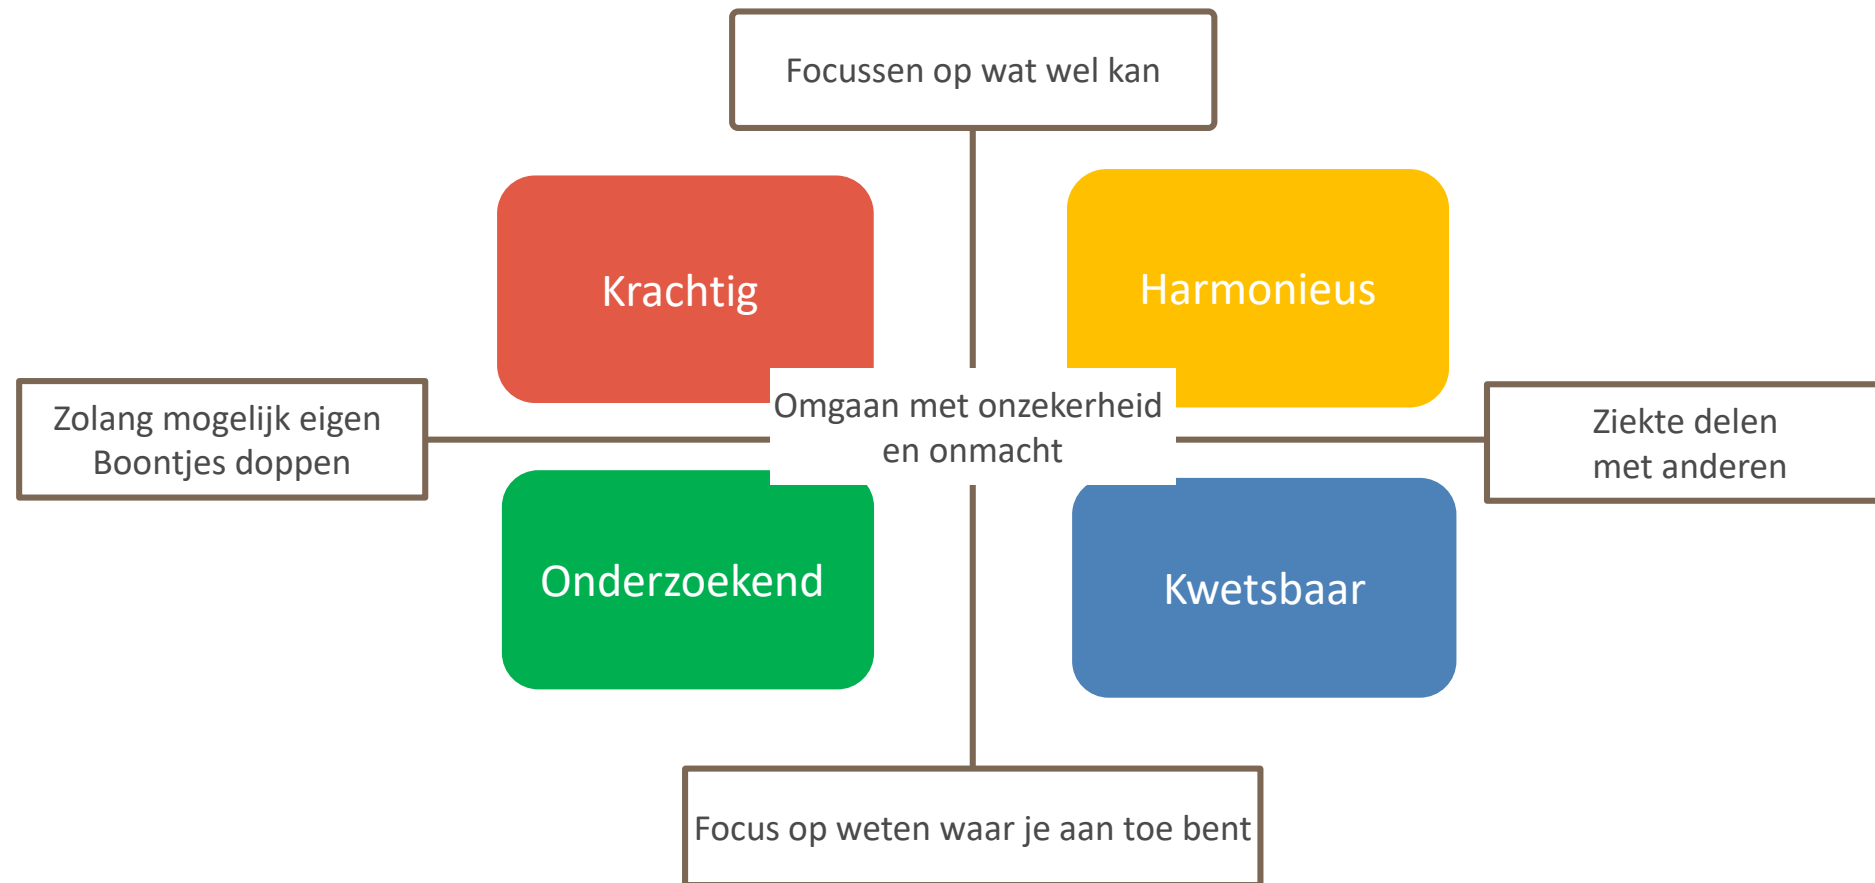 Focussen op wat wel kan
Krachtig
Harmonieus
Zolang mogelijk eigen
Boontjes doppen
Omgaan met onzekerheid
en onmacht
Ziekte delen
met anderen
Onderzoekend
Kwetsbaar
Focus op weten waar je aan toe bent